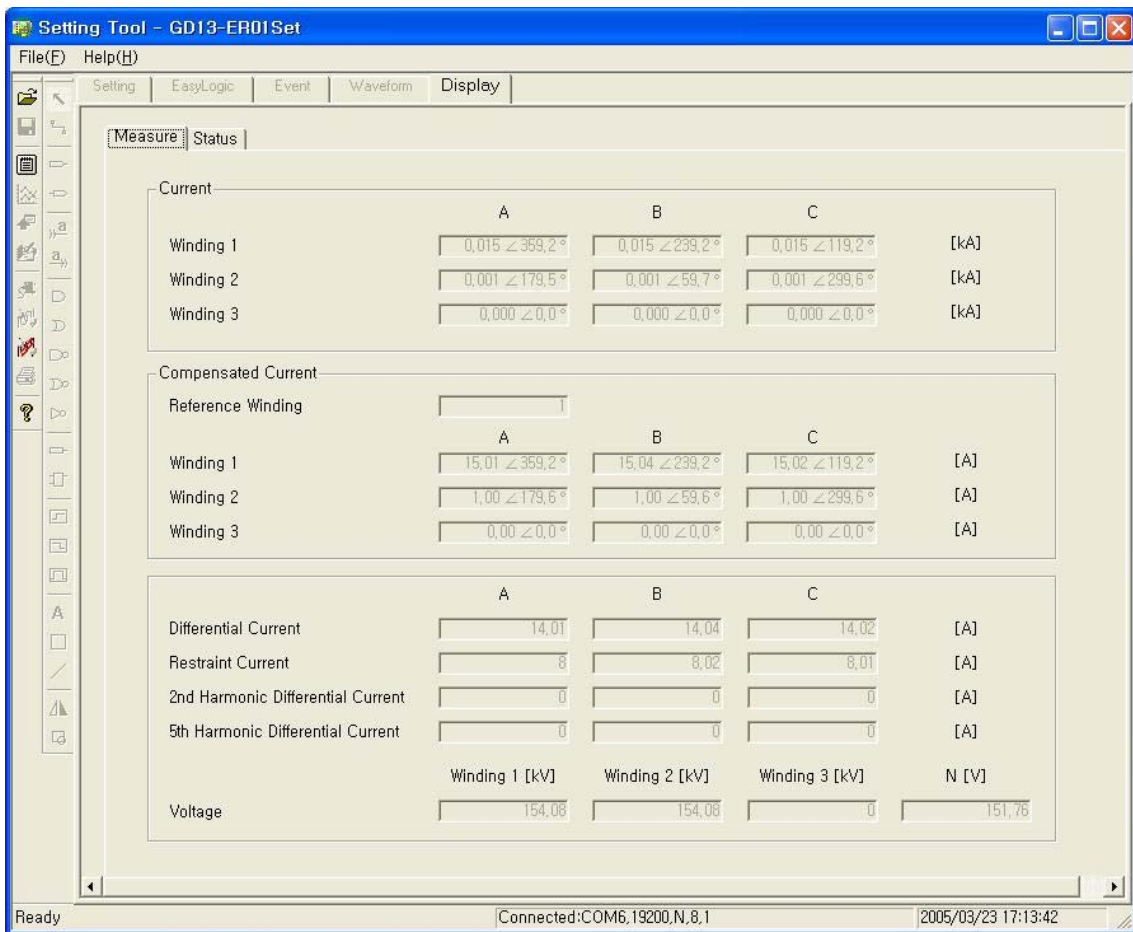 Setting Tool - GD13-ER01Set
File(F) Help(H)
Setting EasyLogic Event Waveform Display
Measure Status
Current
A B C
Winding 1 0,015 ∠359,2° 0,015 ∠239,2° 0,015 ∠119,2° [kA]
Winding 2 0,001 ∠179,5° 0,001 ∠59,7° 0,001 ∠299,6° [kA]
Winding 3 0,000 ∠0,0° 0,000 ∠0,0° 0,000 ∠0,0° [kA]
Compensated Current
Reference Winding 1
A B C
Winding 1 15,01 ∠359,2° 15,04 ∠239,2° 15,02 ∠119,2° [A]
Winding 2 1,00 ∠179,6° 1,00 ∠59,6° 1,00 ∠299,6° [A]
Winding 3 0,00 ∠0,0° 0,00 ∠0,0° 0,00 ∠0,0° [A]
A B C
Differential Current 14,01 14,04 14,02 [A]
Restraint Current 8 8,02 8,01 [A]
2nd Harmonic Differential Current 0 0 0 [A]
5th Harmonic Differential Current 0 0 0 [A]
Winding 1 [kV] Winding 2 [kV] Winding 3 [kV] N [V]
Voltage 154,08 154,08 0 151,76
Ready Connected:COM6,19200,N,8,1 2005/03/23 17:13:42